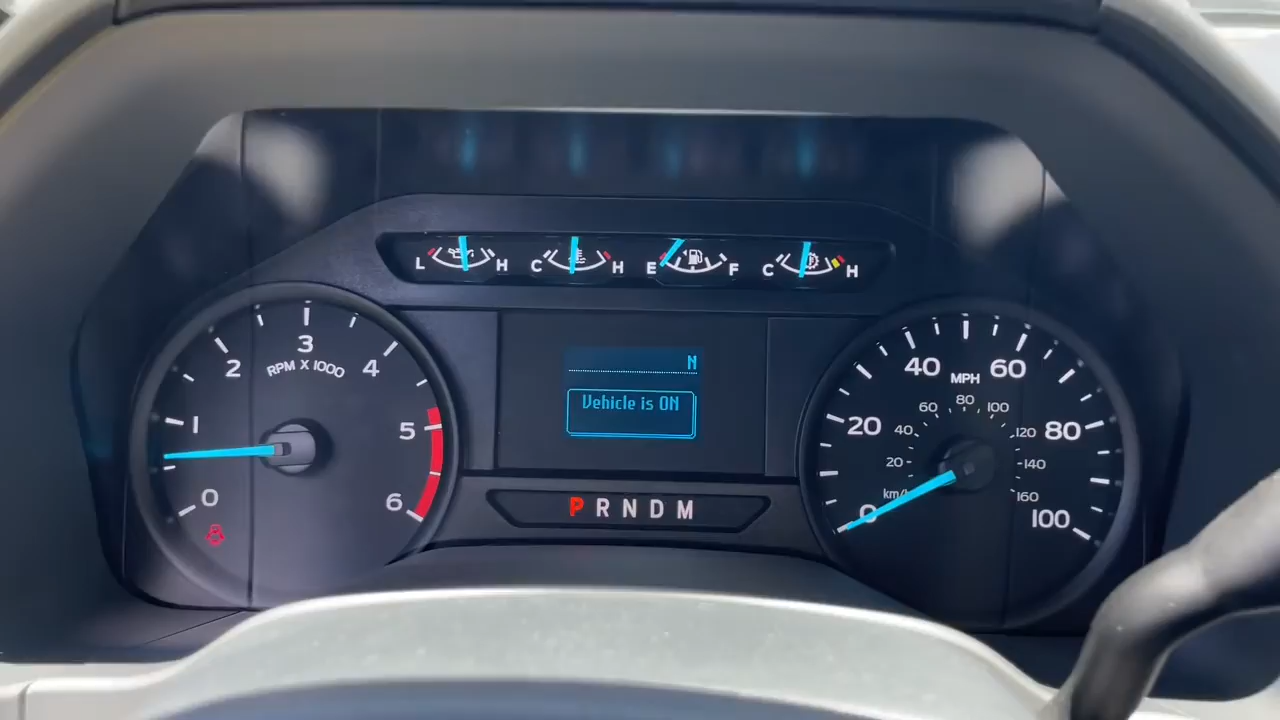 L H C H E F C H
3
2 4
RPM X 1000
1 5
0 6
N
Vehicle is ON
P R N D M
40 60
MPH
20 80
0 100
80
60 100
40 120
20 140
km/h 160